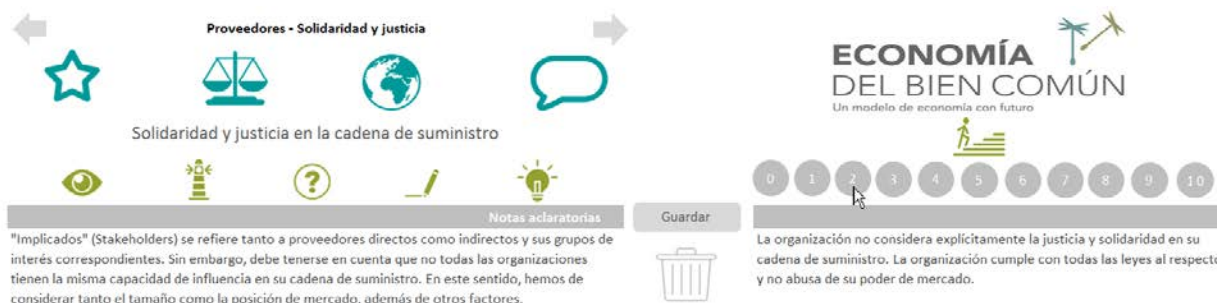 Proveedores - Solidaridad y justicia
Solidaridad y justicia en la cadena de suministro
?
Notas aclaratorias
"Implicados" (Stakeholders) se refiere tanto a proveedores directos como indirectos y sus grupos de
interés correspondientes. Sin embargo, debe tenerse en cuenta que no todas las organizaciones
tienen la misma capacidad de influencia en su cadena de suministro. En este sentido, hemos de
considerar tanto el tamaño como la posición de mercado, además de otros factores.
Guardar
ECONOMÍA
DEL BIEN COMÚN
Un modelo de economía con futuro
0 1 2 3 4 5 6 7 8 9 10
La organización no considera explícitamente la justicia y solidaridad en su
cadena de suministro. La organización cumple con todas las leyes al respecto
y no abusa de su poder de mercado.